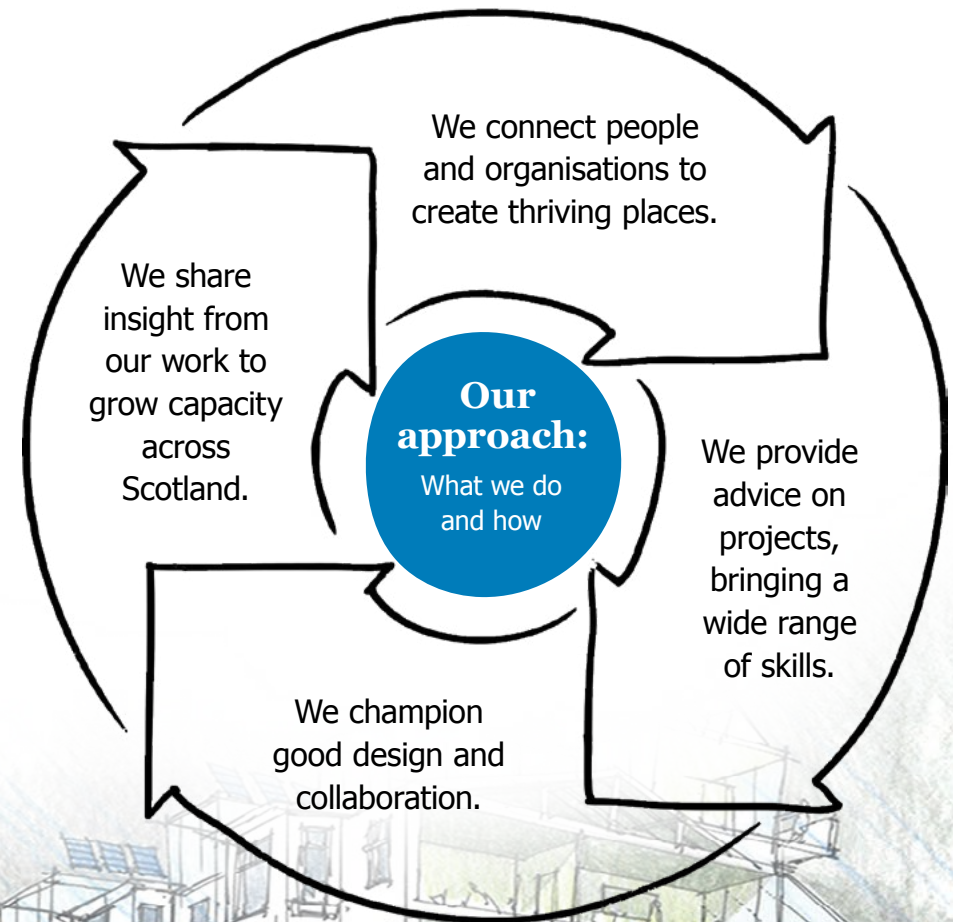 We connect people
and organisations to
create thriving places.
We share
insight from
our work to
grow capacity
across
Scotland.
Our
approach:
What we do
and how
We provide
advice on
projects,
bringing a
wide range
of skills.
We champion
good design and
collaboration.